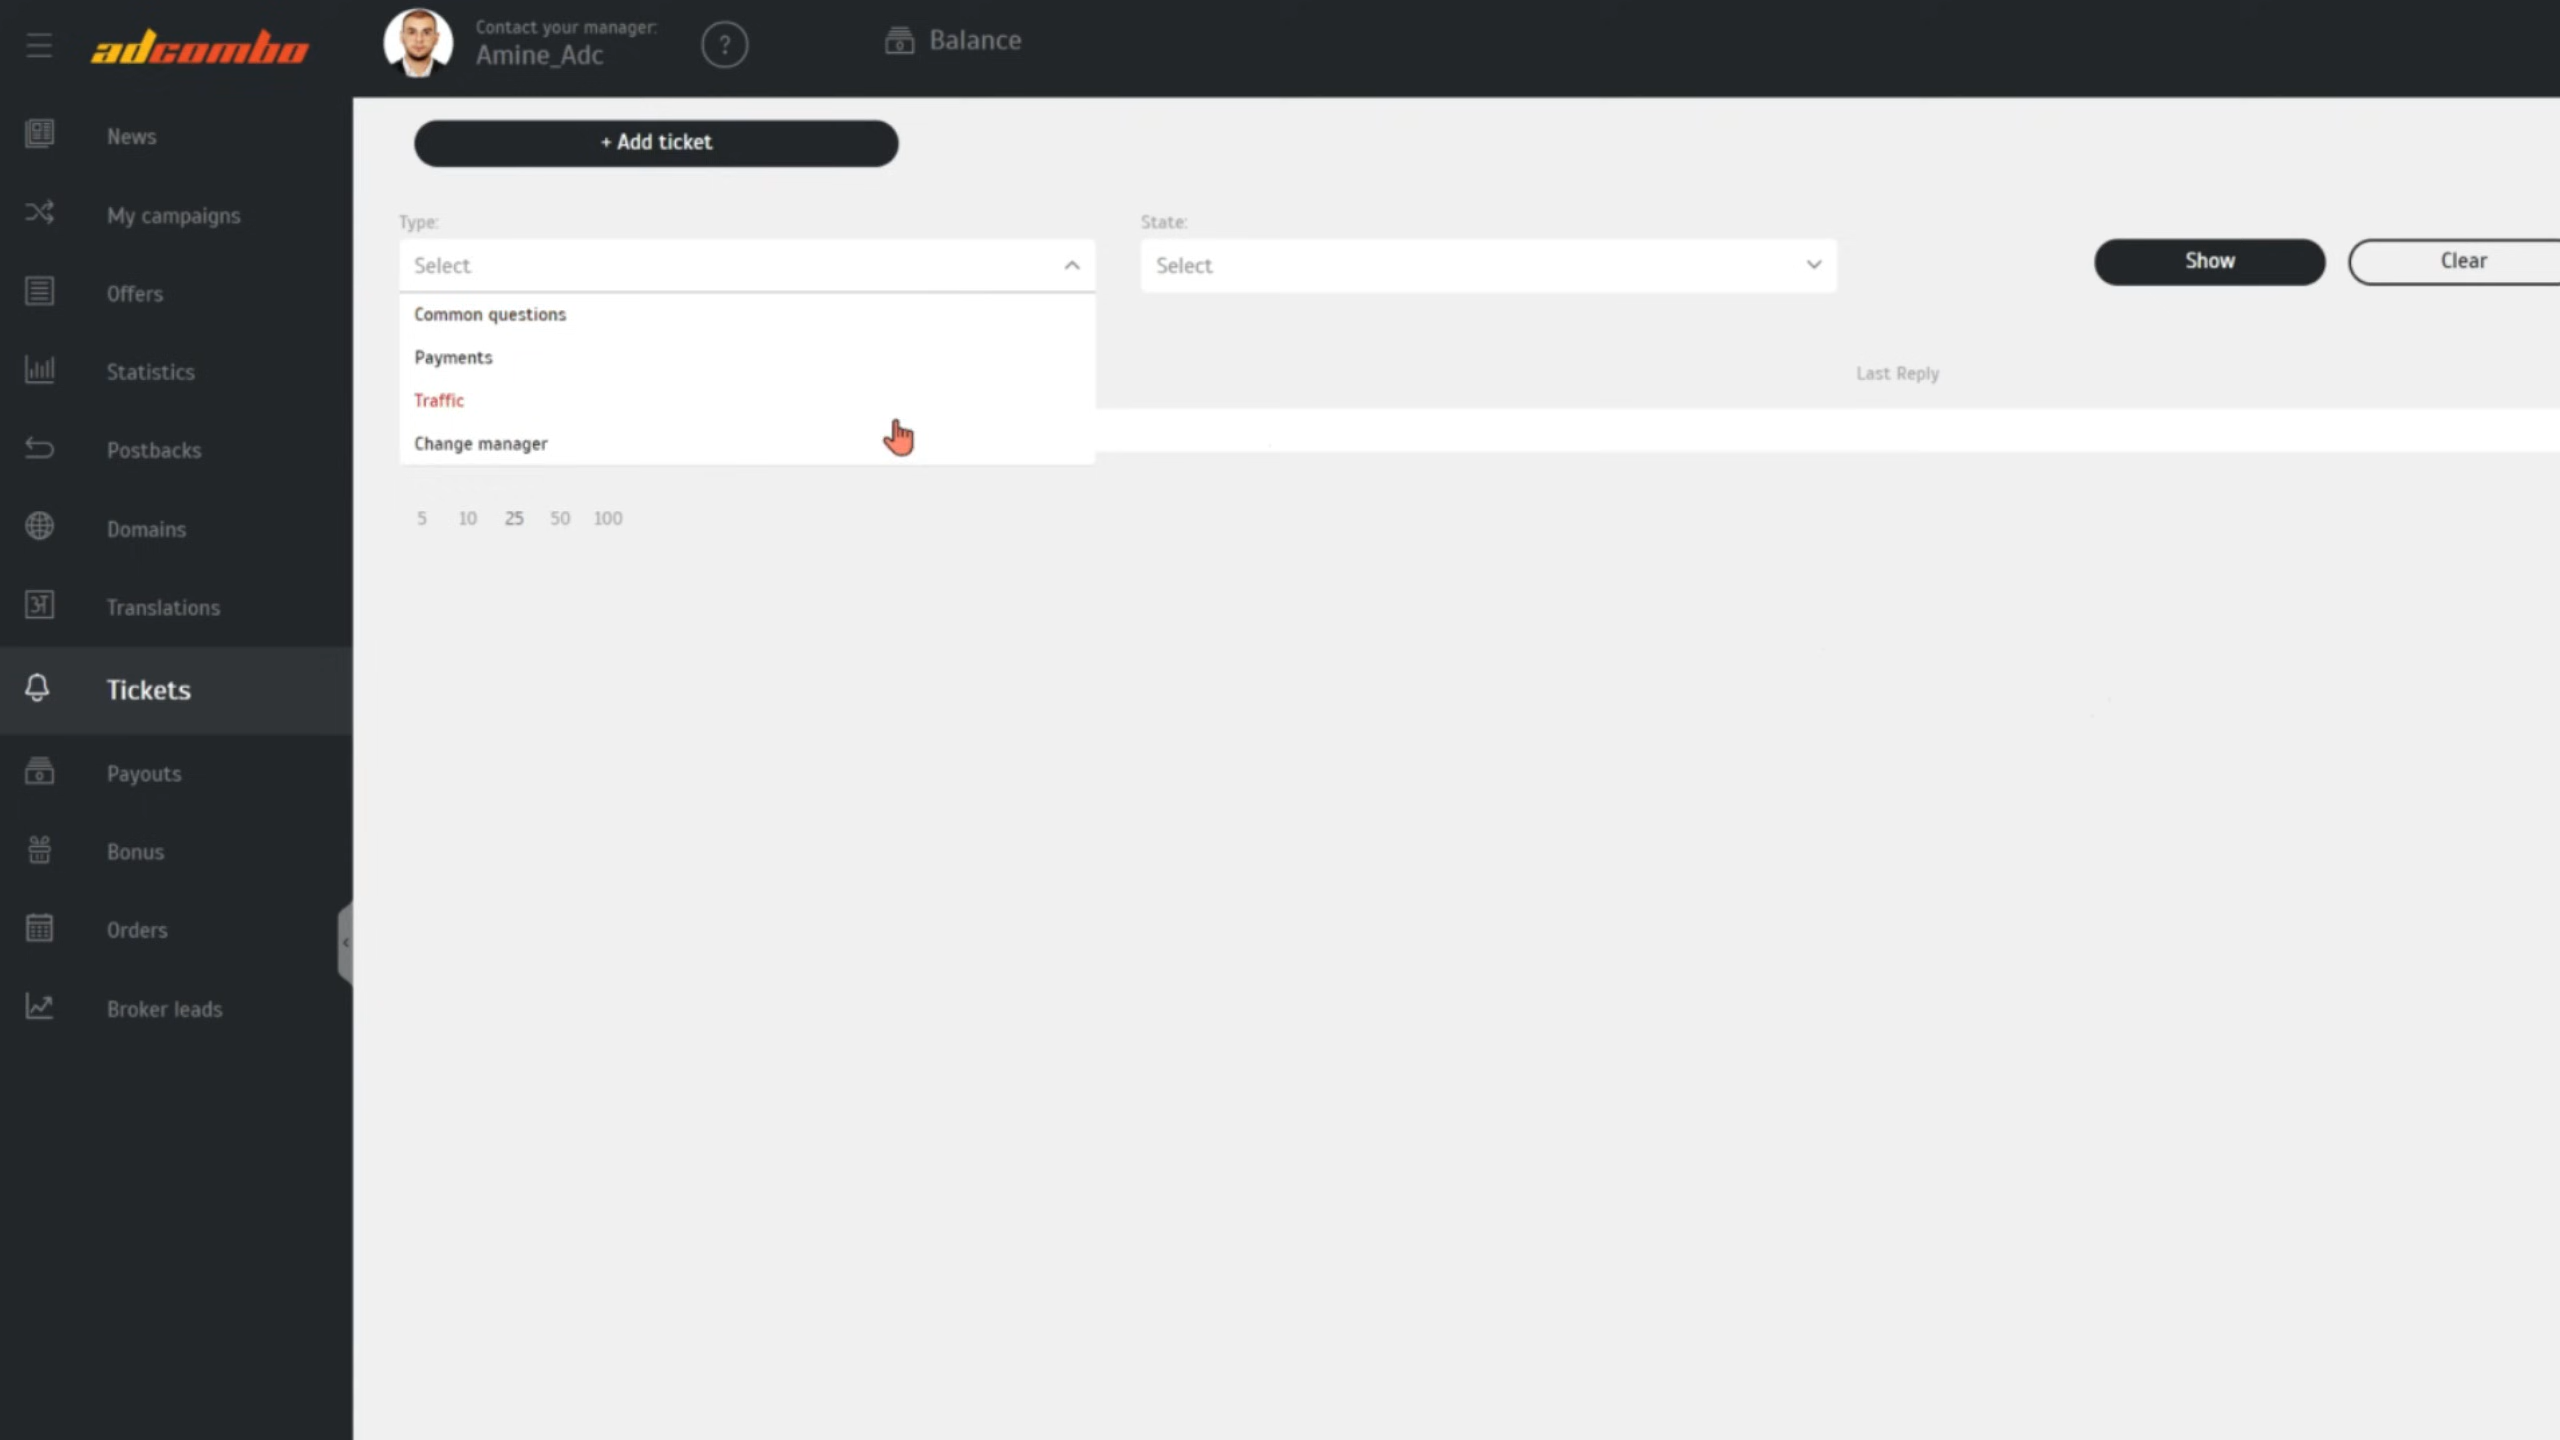 adcombo
Contact your manager:
Amine_Adc
?
Balance
News
My campaigns
Offers
Statistics
Postbacks
Domains
Translations
Tickets
Payouts
Bonus
Orders
Broker leads
+ Add ticket
Type:
State:
Select
Select
Show
Clear
Common questions
Payments
Traffic
Change manager
Last Reply
5 10 25 50 100